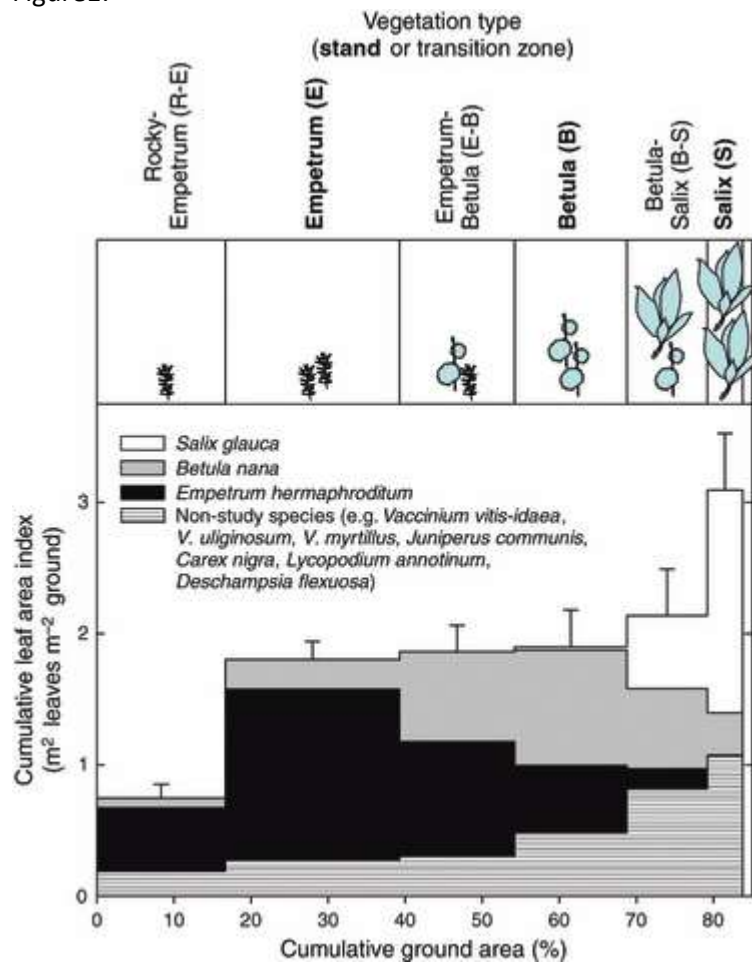 Vegetation type
(stand or transition zone)
Rocky-
Empetrum (R-E)
Empetrum (E)
Empetrum-
Betula (E-B)
Betula (B)
Betula-
Salix (B-S)
Salix (S)
Salix glauca
Betula nana
Empetrum hermaphroditum
Non-study species (e.g. Vaccinium vitis-idaea,
V. uliginosum, V. myrtillus, Juniperus communis,
Carex nigra, Lycopodium annotinum,
Deschampsia flexuosa)
Cumulative leaf area index
(m² leaves m⁻² ground)
3
2
1
0
0 10 20 30 40 50 60 70 80
Cumulative ground area (%)